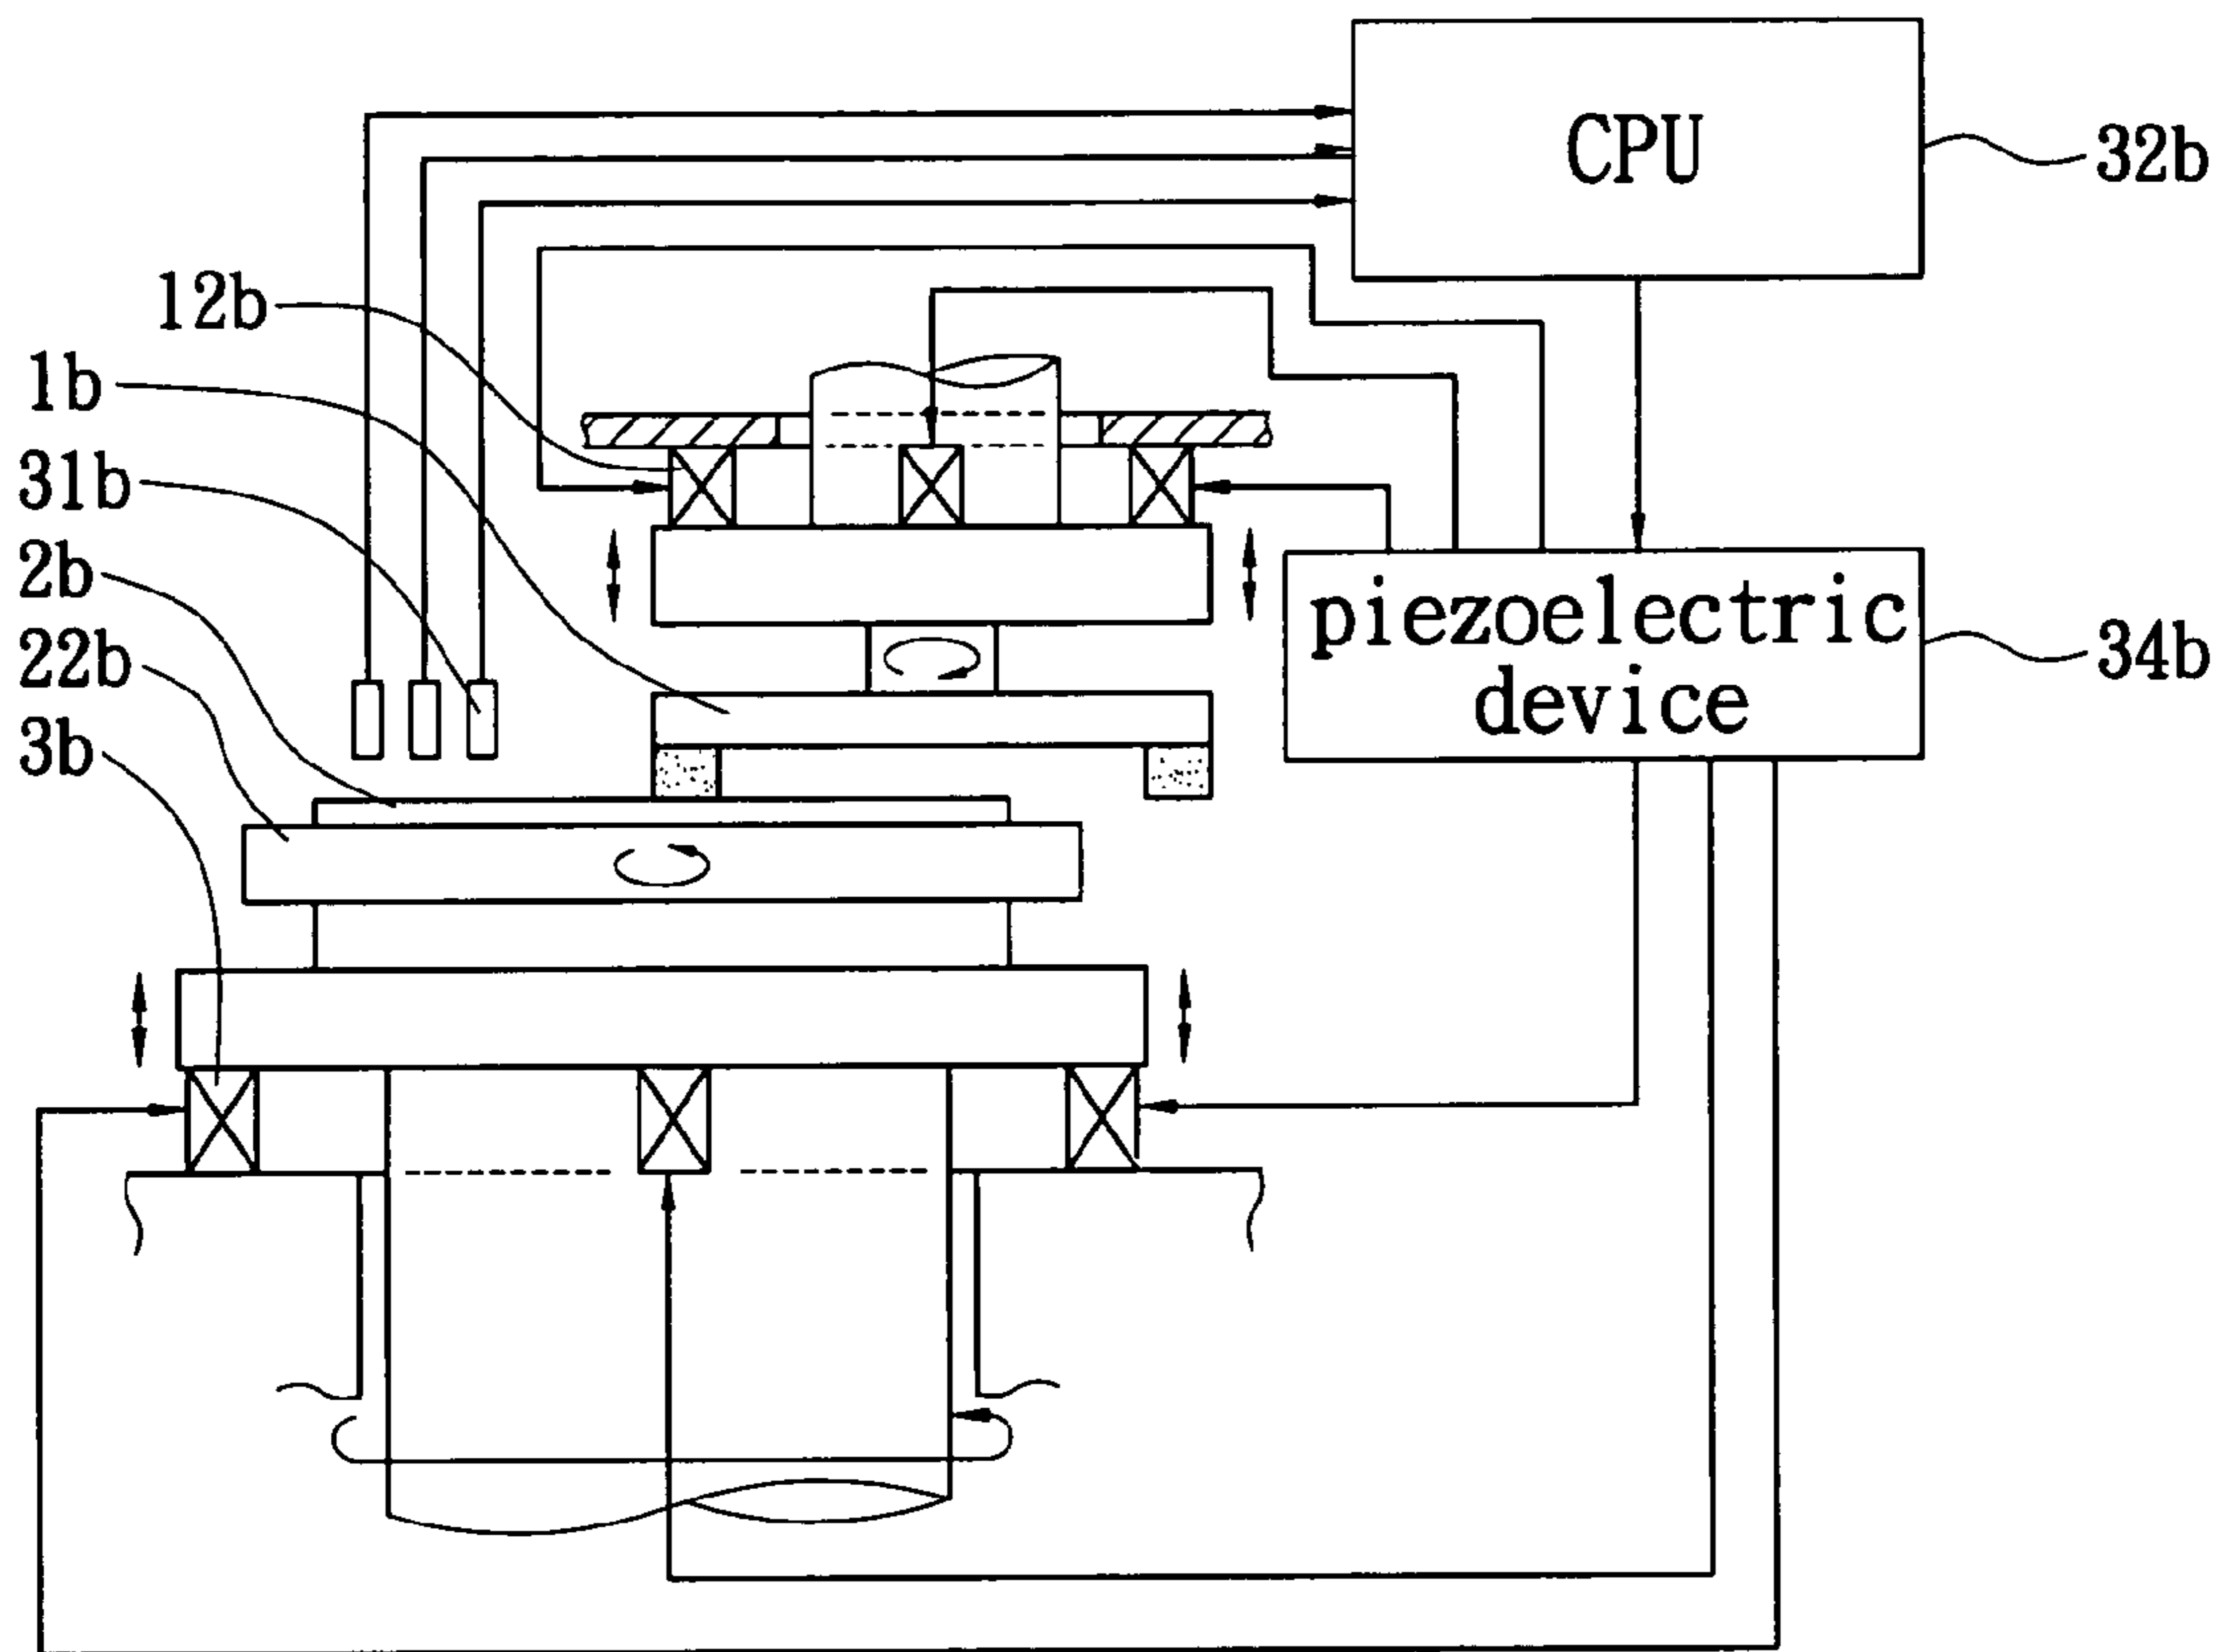 CPU
32b
12b
1b
31b
2b
22b
3b
piezoelectric
device
34b